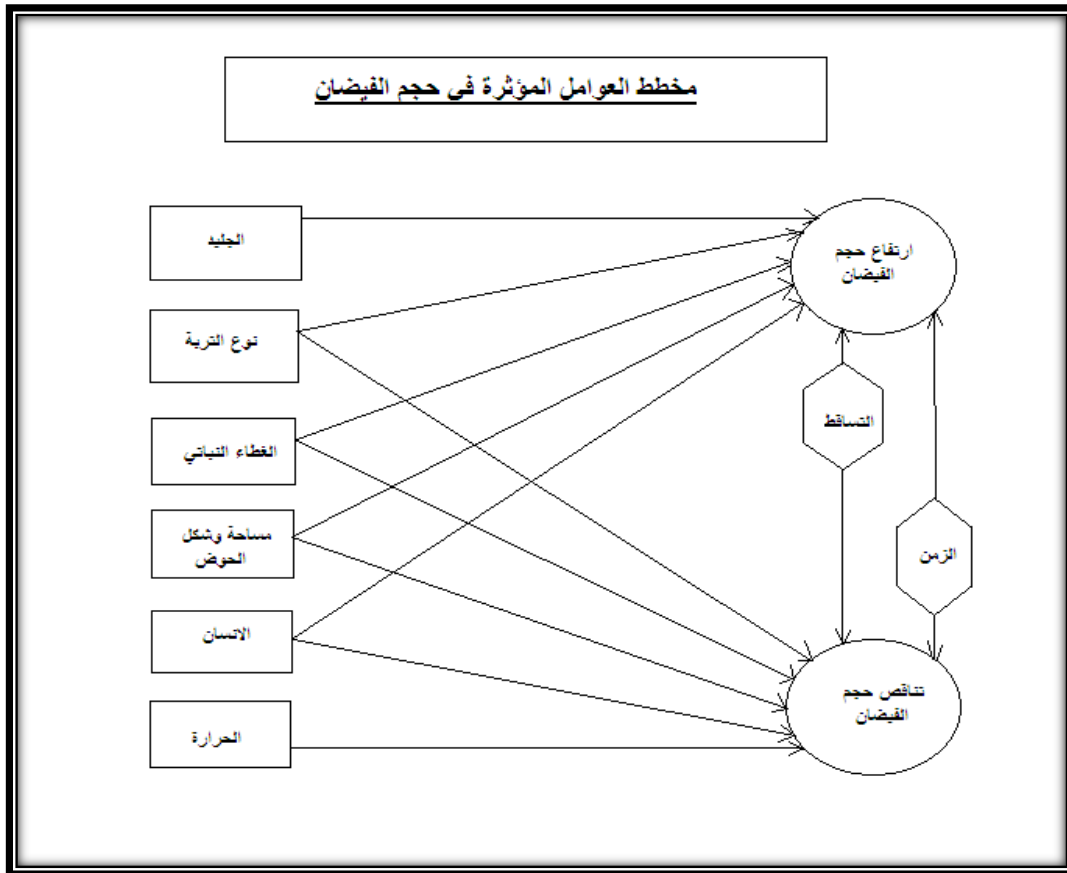 مخطط العوامل المؤثرة في حجم الفيضان
الجليد
ارتفاع حجم
الفيضان
نوع التربة
التساقط
الغطاء النباتي
مساحة وشكل
الحوض
الزمن
الانسان
تناقص حجم
الفيضان
الحرارة